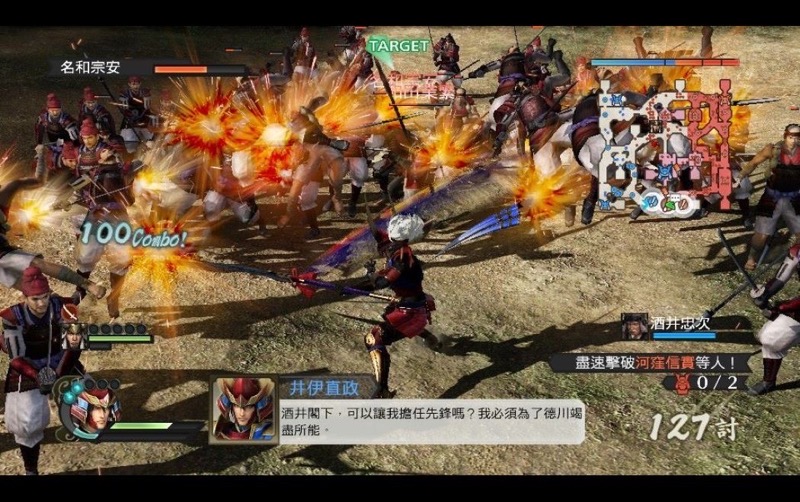 TARGET
名和宗安
100Combo!
酒井忠次
盡速擊破河窪信實等人！
0/2
井伊直政
酒井閣下，可以讓我擔任先鋒嗎？我必須為了德川竭
盡所能。
127討